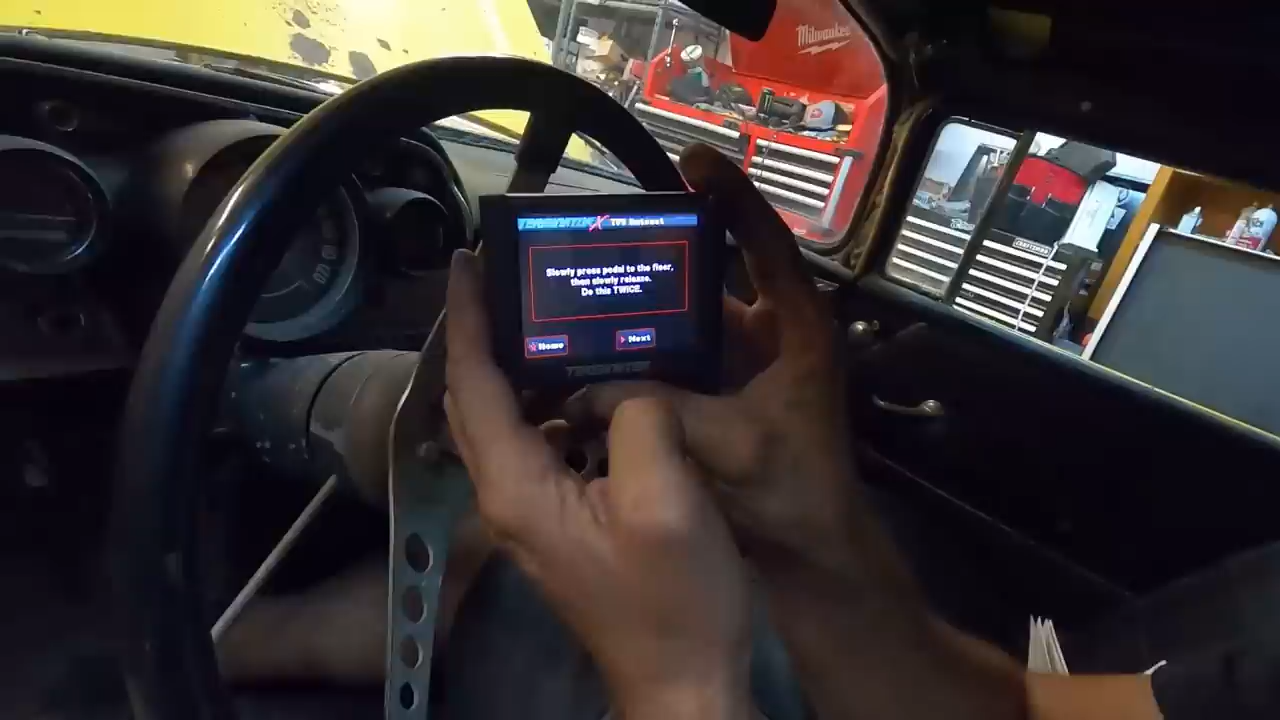 Milwaukee
TERMINATOR X TPS Autoset
Slowly press pedal to the floor,
then slowly release.
Do this TWICE.
Home
Next
TERMINATOR
CRAFTSMAN